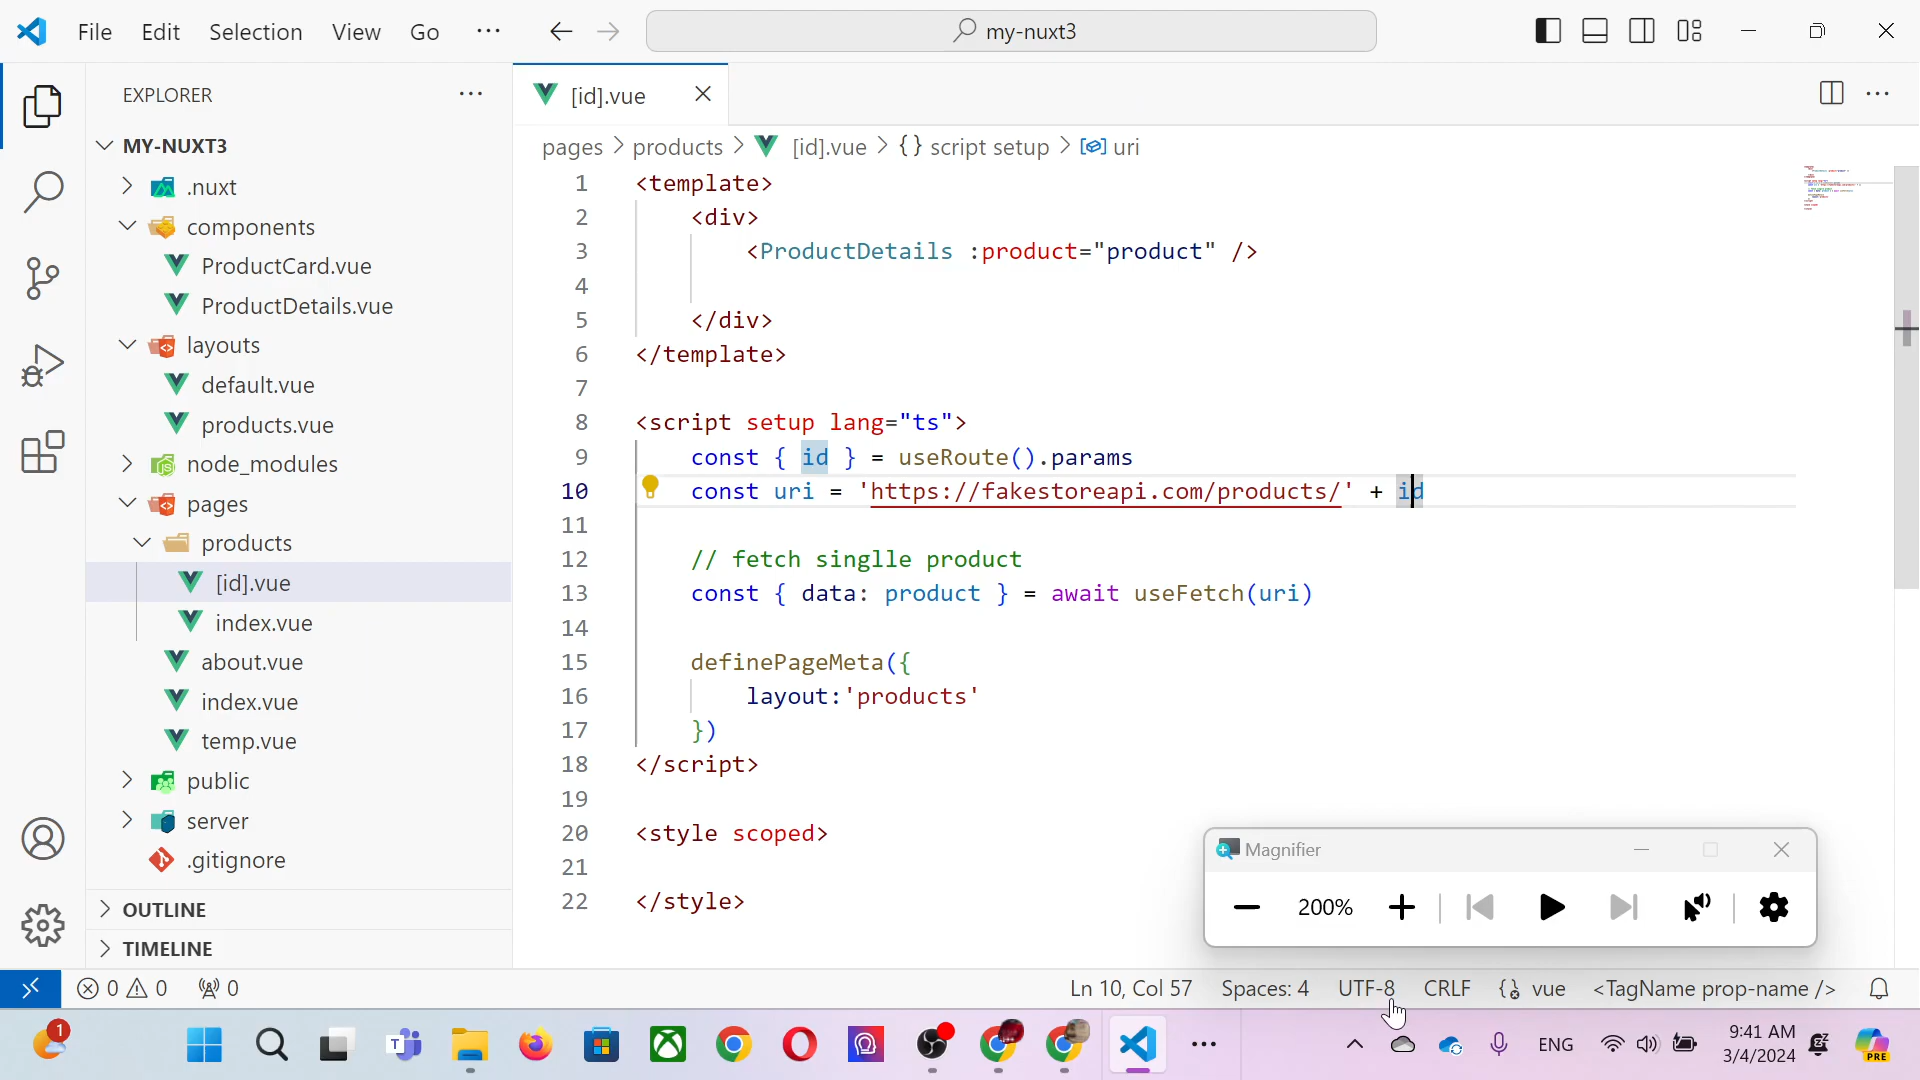 File Edit Selection View Go ··· my-nuxt3
EXPLORER ···
[id].vue
MY-NUXT3
pages > products > [id].vue > {} script setup > uri
.nuxt
components
ProductCard.vue
ProductDetails.vue
layouts
default.vue
products.vue
node_modules
pages
products
[id].vue
index.vue
about.vue
index.vue
temp.vue
public
server
.gitignore
OUTLINE
TIMELINE
1 <template>
2 <div>
3 <ProductDetails :product="product" />
4
5 </div>
6 </template>
7
8 <script setup lang="ts">
9 const { id } = useRoute().params
10 const uri = 'https://fakestoreapi.com/products/' + id
11
12 // fetch singlle product
13 const { data: product } = await useFetch(uri)
14
15 definePageMeta({
16 layout:'products'
17 })
18 </script>
19
20 <style scoped>
21
22 </style>
Magnifier
200%
0 0 0 Ln 10, Col 57 Spaces: 4 UTF-8 CRLF vue <TagName prop-name />
1 ENG 9:41 AM
3/4/2024
PRE